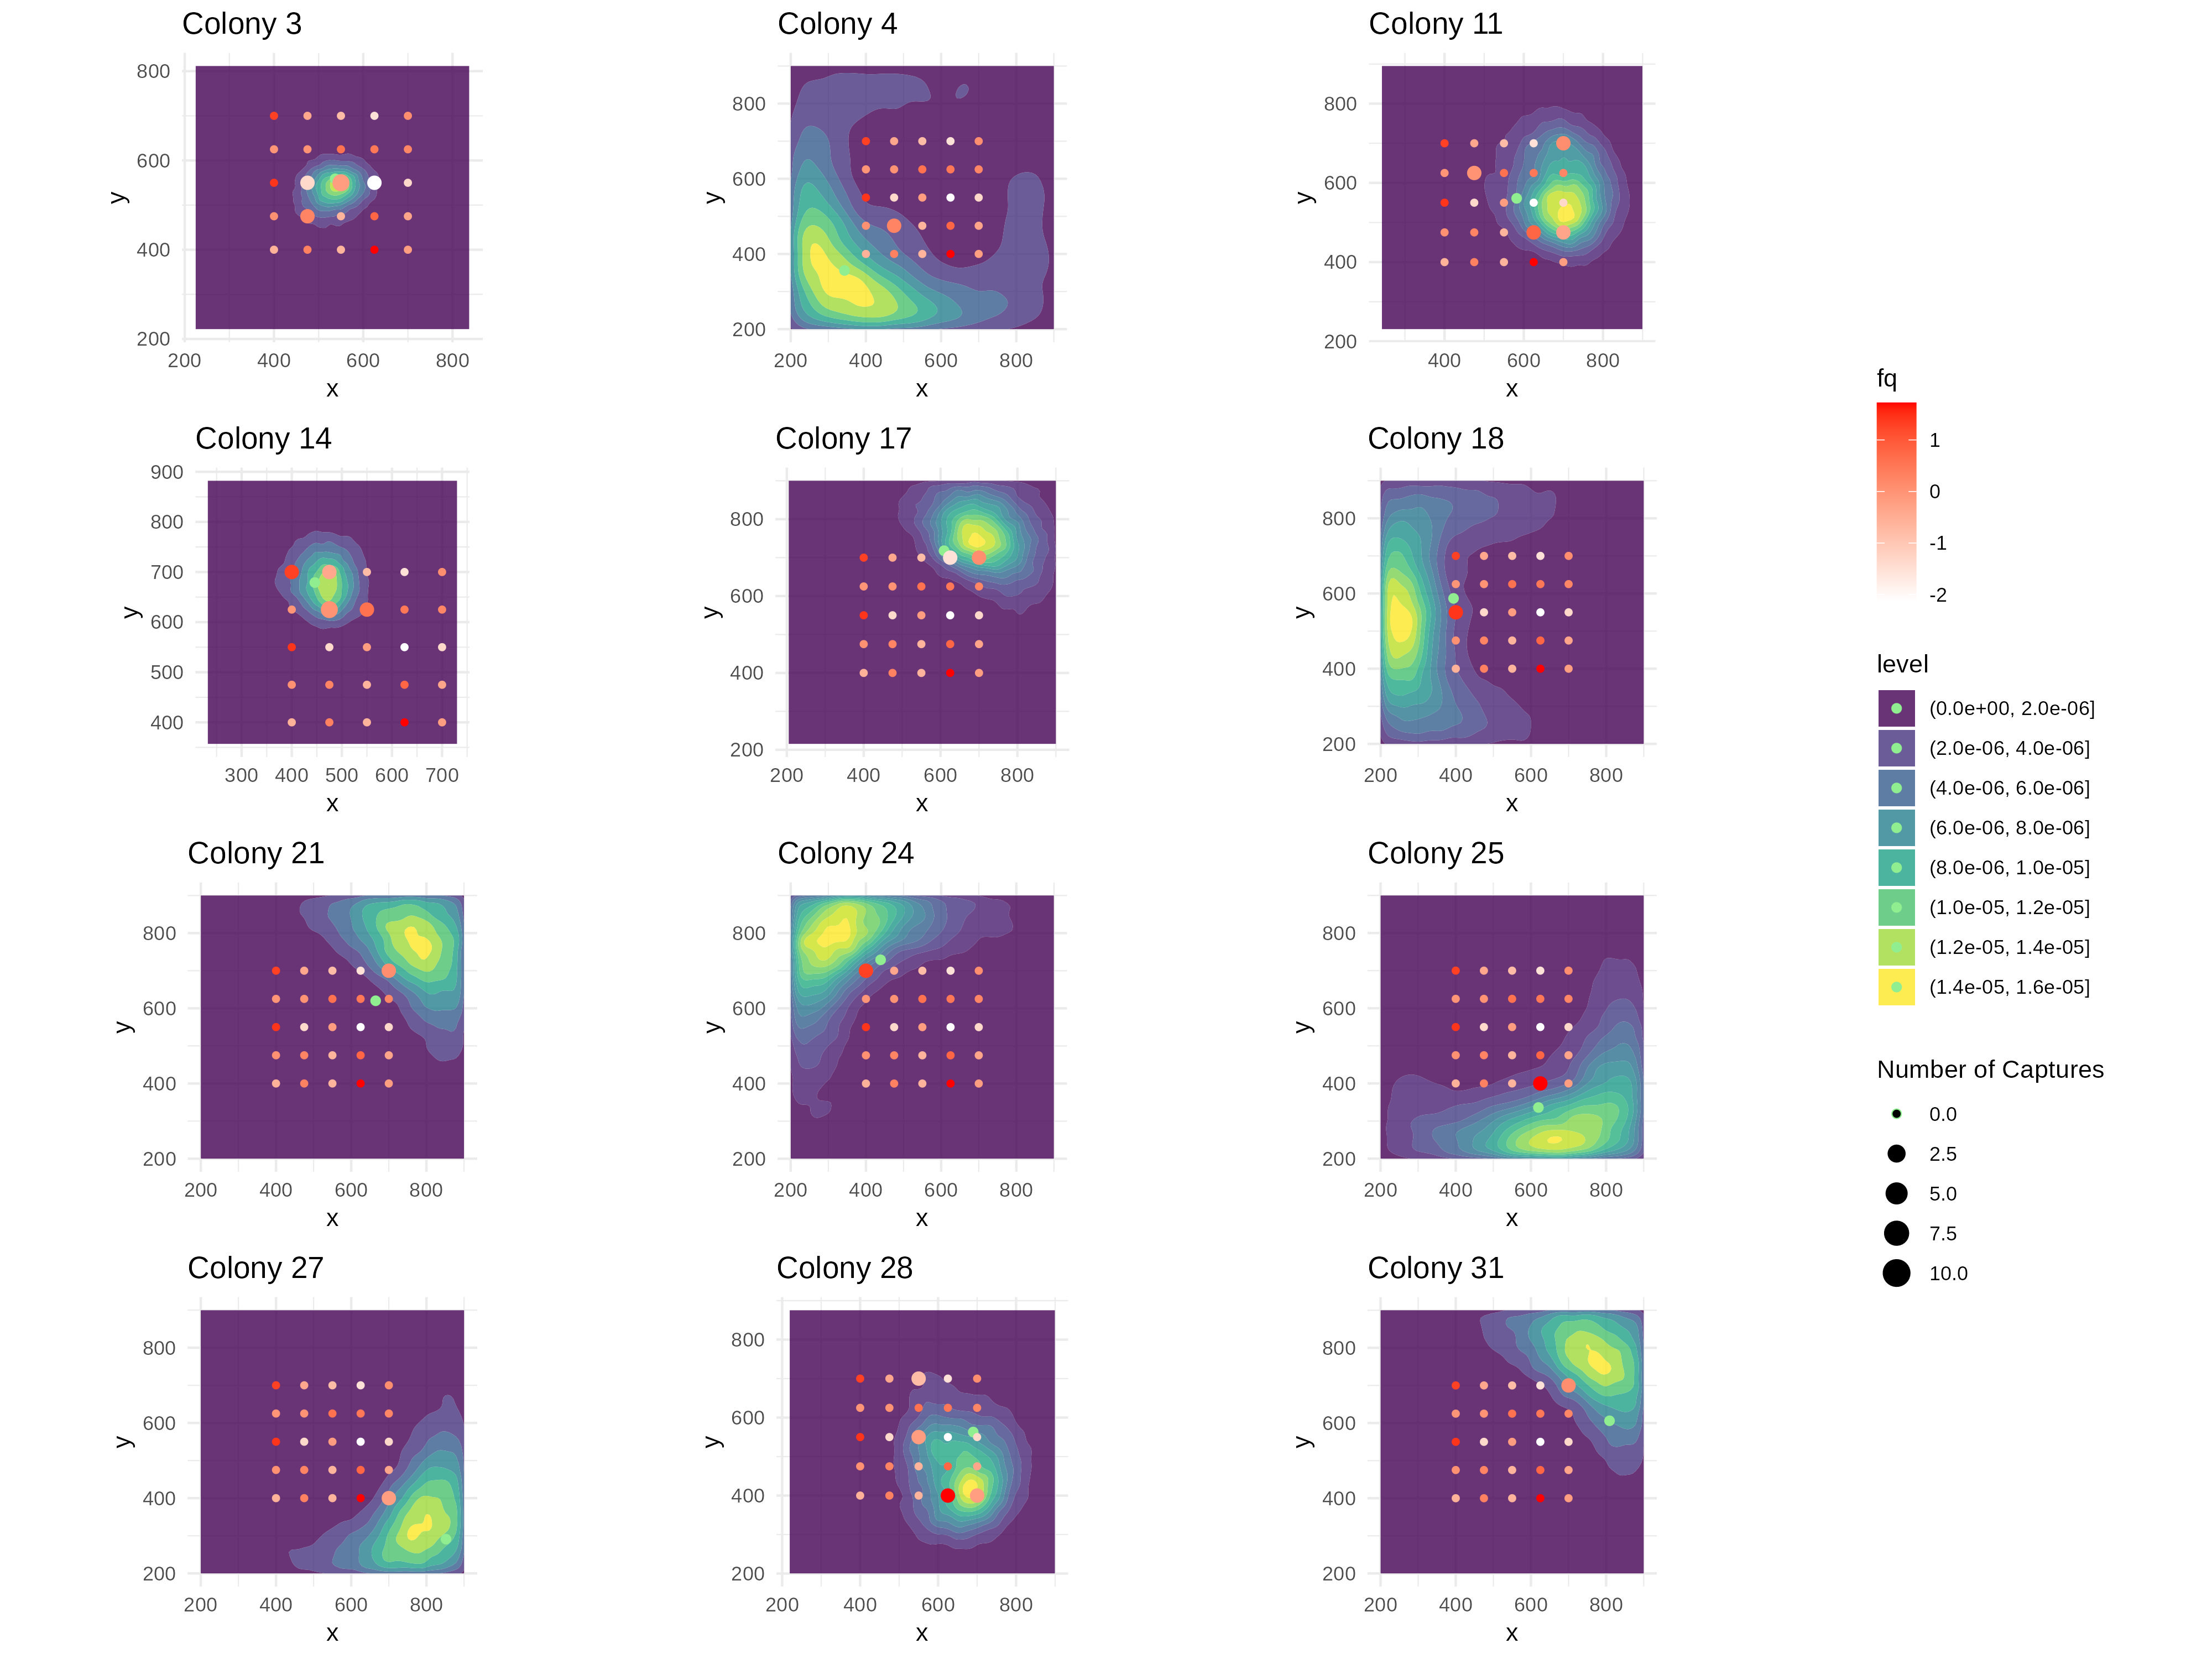 Colony 3
Colony 4
Colony 11
800
600
400
200
y
200 400 600 800
x
800
600
400
200
y
200 400 600 800
x
800
600
400
200
y
400 600 800
x
Colony 14
Colony 17
Colony 18
900
800
700
600
500
400
y
300 400 500 600 700
x
800
600
400
200
y
200 400 600 800
x
800
600
400
200
y
200 400 600 800
x
Colony 21
Colony 24
Colony 25
800
600
400
200
y
200 400 600 800
x
800
600
400
200
y
200 400 600 800
x
800
600
400
200
y
200 400 600 800
x
Colony 27
Colony 28
Colony 31
800
600
400
200
y
200 400 600 800
x
800
600
400
200
y
200 400 600 800
x
800
600
400
200
y
200 400 600 800
x
fq
1
0
-1
-2
level
(0.0e+00, 2.0e-06]
(2.0e-06, 4.0e-06]
(4.0e-06, 6.0e-06]
(6.0e-06, 8.0e-06]
(8.0e-06, 1.0e-05]
(1.0e-05, 1.2e-05]
(1.2e-05, 1.4e-05]
(1.4e-05, 1.6e-05]
Number of Captures
0.0
2.5
5.0
7.5
10.0